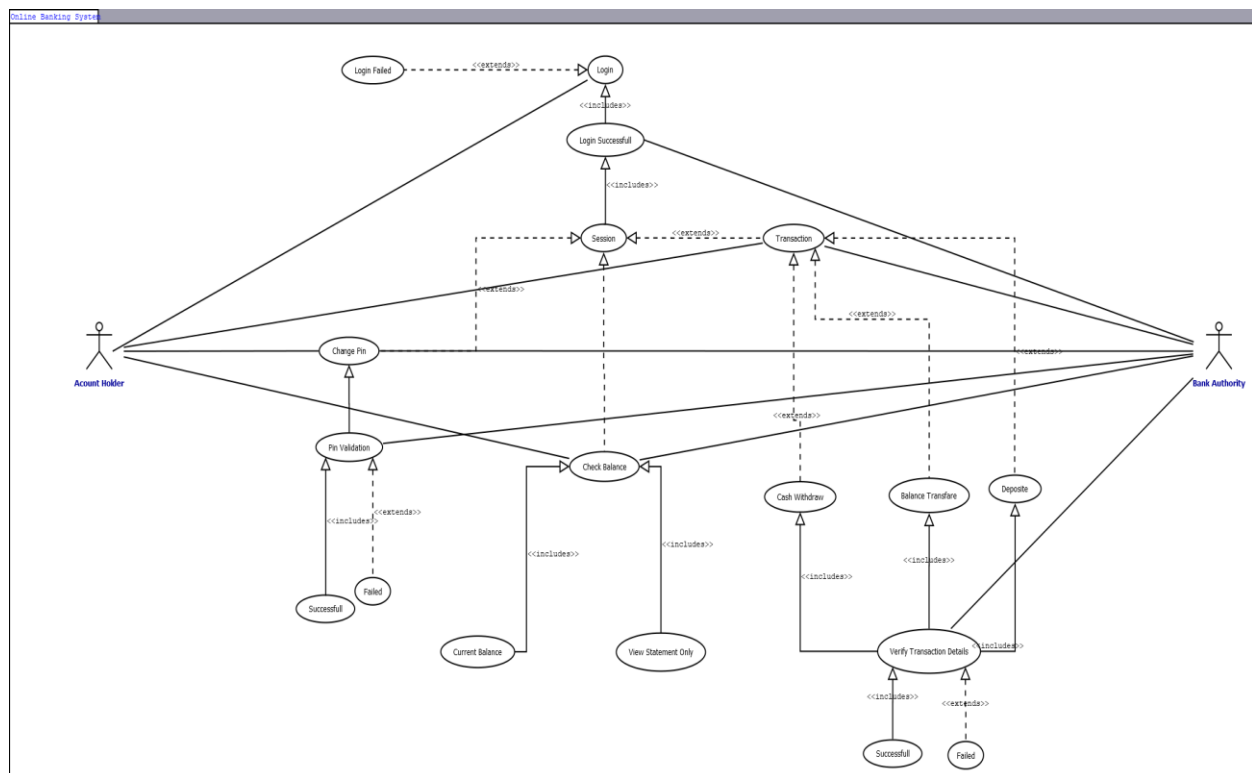 Online Banking System
Login Failed
<<extends>>
Login
<<includes>>
Login Successfull
<<includes>>
Session
<<extends>>
Transaction
<<extends>>
<<extends>>
Change Pin
<<extends>>
Acount Holder
Bank Authority
<<extends>>
Pin Validation
Check Balance
Cash Withdraw
Balance Transfare
Deposite
<<extends>>
<<includes>>
<<includes>>
<<includes>>
<<includes>>
<<includes>>
Failed
Successfull
Current Balance
View Statement Only
Verify Transaction Details
<<includes>>
<<includes>>
<<extends>>
Successfull
Failed